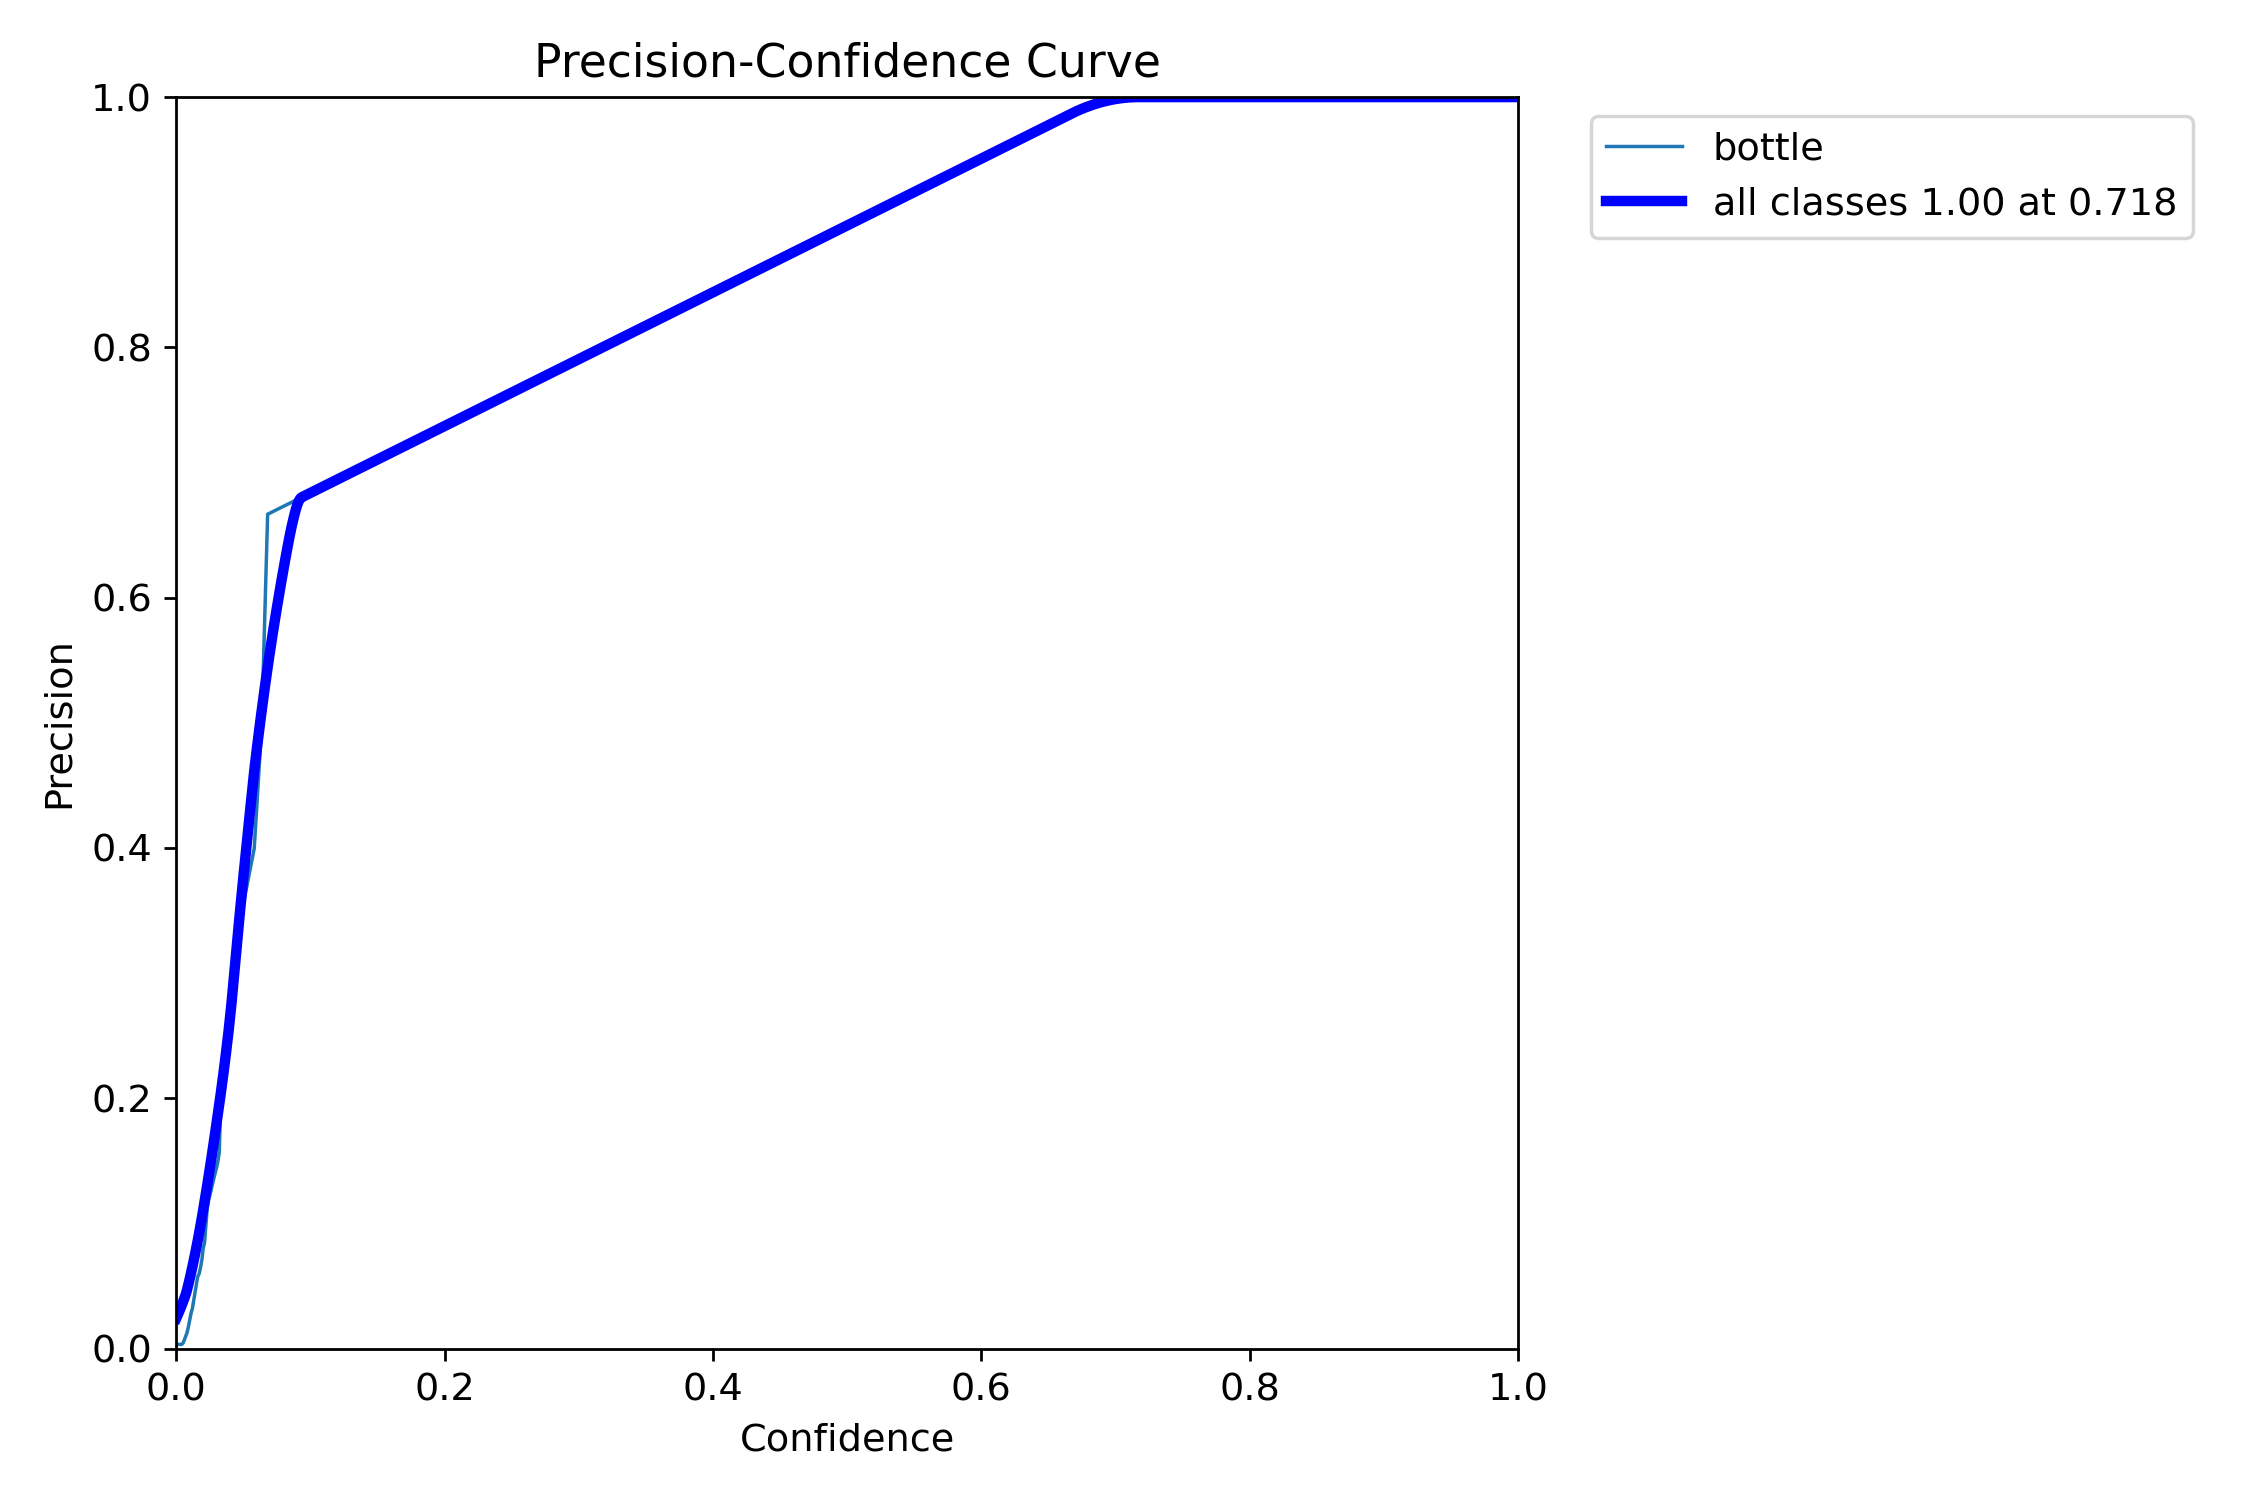 Precision-Confidence Curve
1.0
0.8
0.6
0.4
0.2
0.0
Precision
0.0 0.2 0.4 0.6 0.8 1.0
Confidence
bottle
all classes 1.00 at 0.718